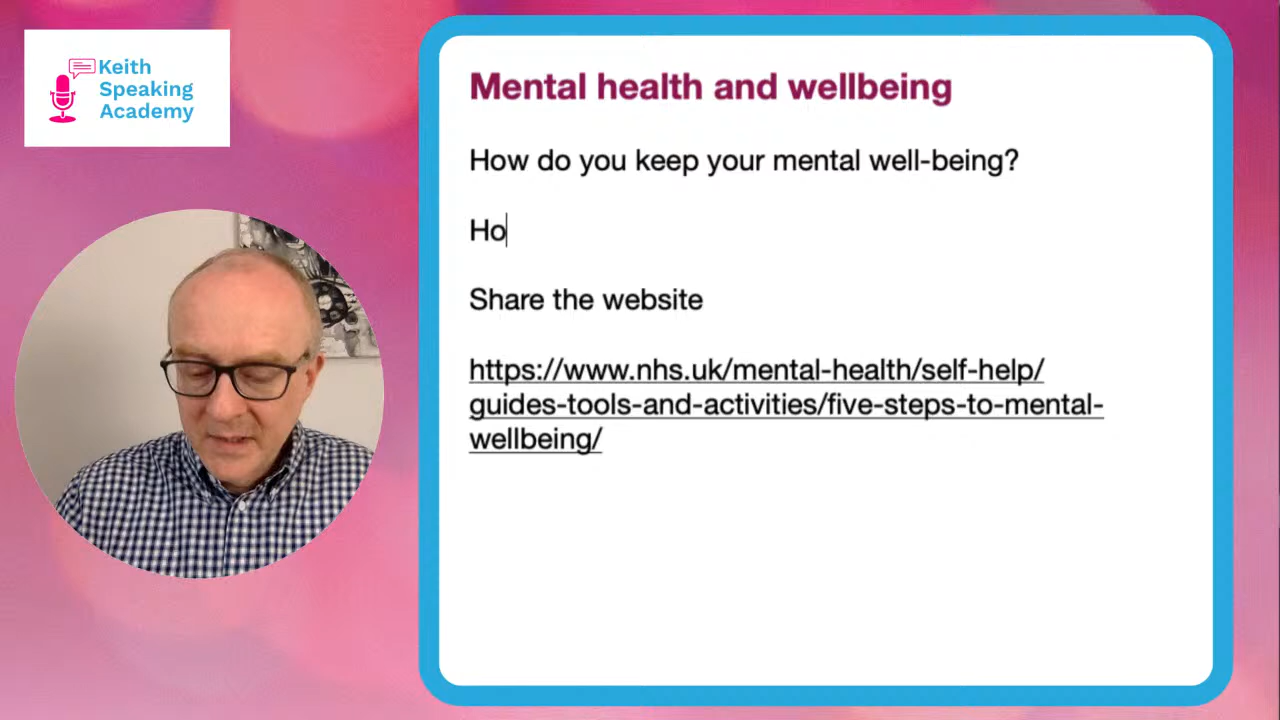 Keith
Speaking
Academy
Mental health and wellbeing
How do you keep your mental well-being?
Ho
Share the website
https://www.nhs.uk/mental-health/self-help/
guides-tools-and-activities/five-steps-to-mental-
wellbeing/